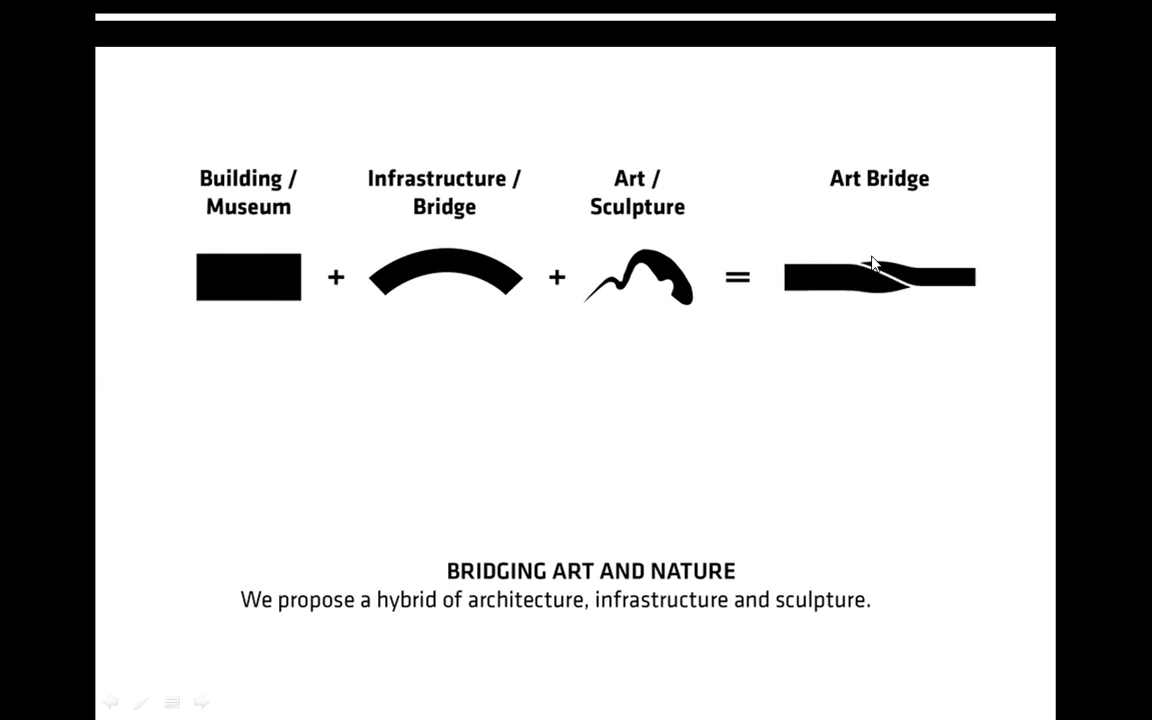 Building /
Museum
Infrastructure /
Bridge
Art /
Sculpture
Art Bridge
+
+
=
BRIDGING ART AND NATURE
We propose a hybrid of architecture, infrastructure and sculpture.